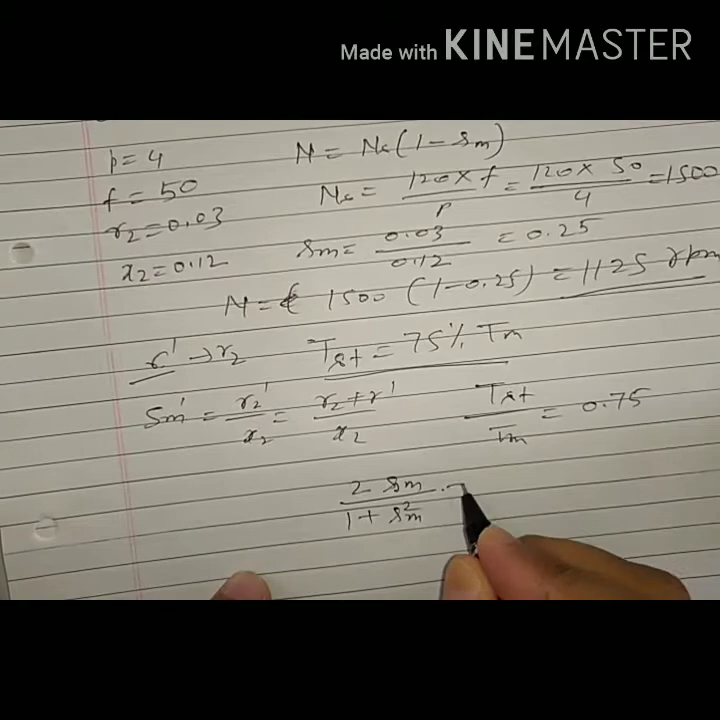 Made with KINEMASTER
p = 4
f = 50
r₂ = 0.03
x₂ = 0.12
N = Ns (1 - sm)
Ns = 120 × f / P = 120 × 50 / 4 = 1500
sm = 0.03 / 0.12 = 0.25
N = 1500 (1 - 0.25) = 1125 rpm
r' → r₂
Tst = 75% Tm
Sm' = r₂' / x₂ = r₂ + r' / x₂
Tst / Tm = 0.75
2 sm / 1 + s²m